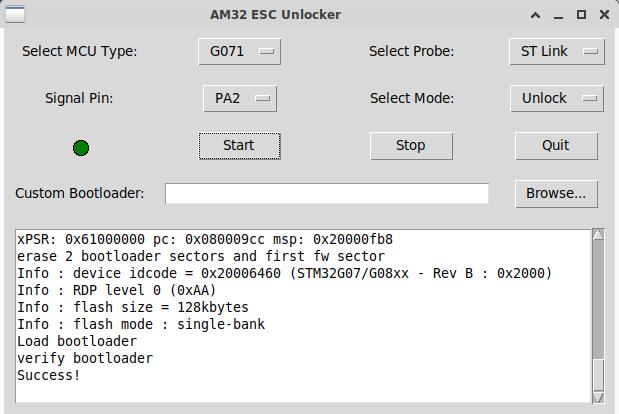 AM32 ESC Unlocker
Select MCU Type: G071 Select Probe: ST Link
Signal Pin: PA2 Select Mode: Unlock
Start Stop Quit
Custom Bootloader: Browse...
xPSR: 0x61000000 pc: 0x080009cc msp: 0x20000fb8
erase 2 bootloader sectors and first fw sector
Info : device idcode = 0x20006460 (STM32G07/G08xx - Rev B : 0x2000)
Info : RDP level 0 (0xAA)
Info : flash size = 128kbytes
Info : flash mode : single-bank
Load bootloader
verify bootloader
Success!